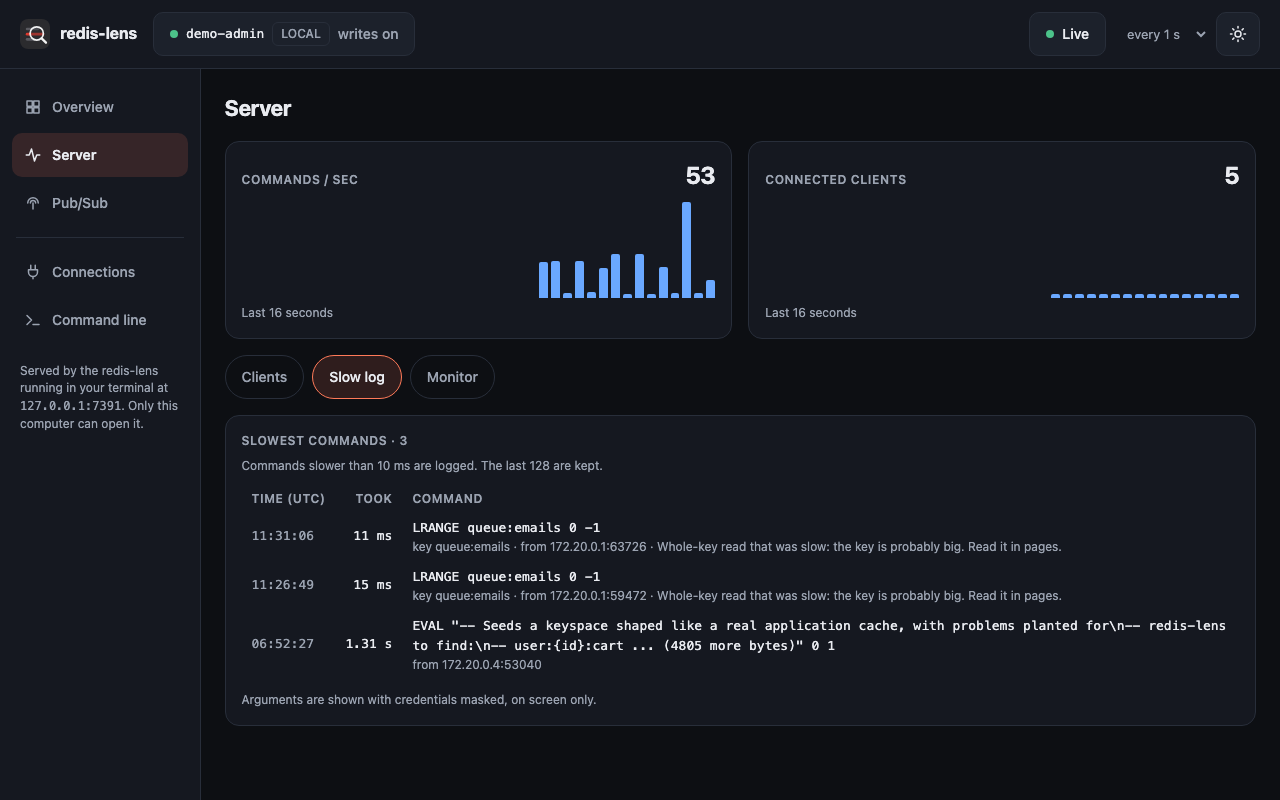 redis-lens
demo-admin LOCAL writes on
Live
every 1 s
Overview
Server
Pub/Sub
Connections
Command line
Served by the redis-lens
running in your terminal at
127.0.0.1:7391. Only this
computer can open it.
Server
COMMANDS / SEC
53
Last 16 seconds
CONNECTED CLIENTS
5
Last 16 seconds
Clients
Slow log
Monitor
SLOWEST COMMANDS · 3
Commands slower than 10 ms are logged. The last 128 are kept.
TIME (UTC) TOOK COMMAND
11:31:06 11 ms LRANGE queue:emails 0 -1
key queue:emails · from 172.20.0.1:63726 · Whole-key read that was slow: the key is probably big. Read it in pages.
11:26:49 15 ms LRANGE queue:emails 0 -1
key queue:emails · from 172.20.0.1:59472 · Whole-key read that was slow: the key is probably big. Read it in pages.
06:52:27 1.31 s EVAL "-- Seeds a keyspace shaped like a real application cache, with problems planted for\n-- redis-lens
to find:\n-- user:{id}:cart ... (4805 more bytes)" 0 1
from 172.20.0.4:53040
Arguments are shown with credentials masked, on screen only.